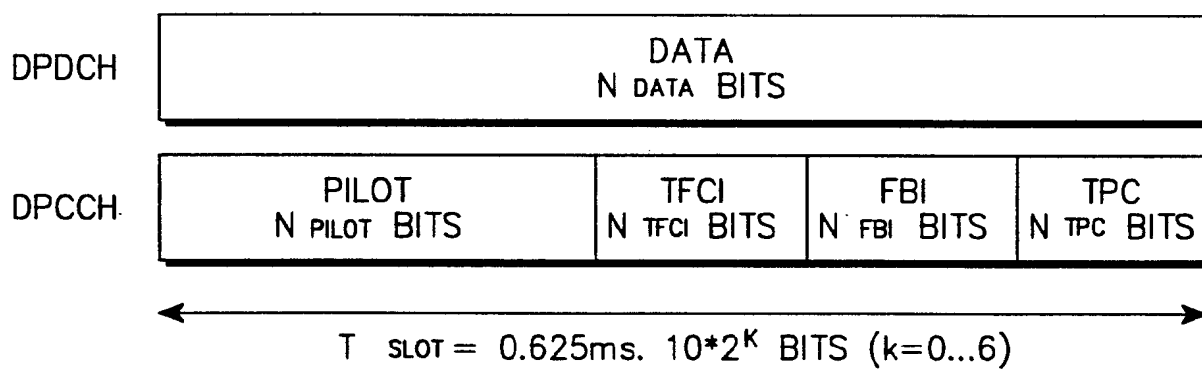 DPDCH
DATA
N DATA BITS
DPCCH
PILOT
N PILOT BITS
TFCI
N TFCI BITS
FBI
N FBI BITS
TPC
N TPC BITS
T SLOT = 0.625ms. 10*2^K BITS (k=0...6)